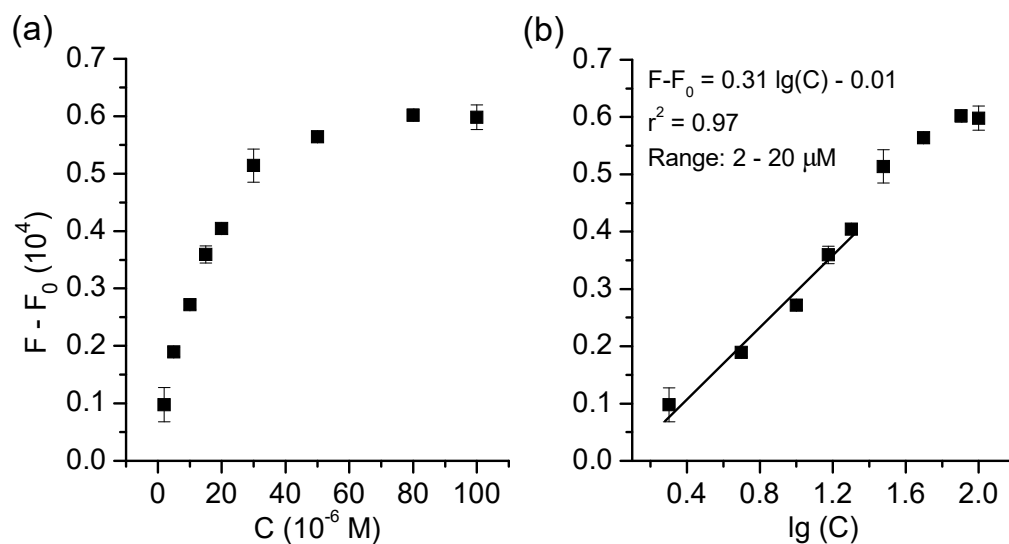 (a)
0.7
0.6
0.5
0.4
0.3
0.2
0.1
0.0
F - F₀ (10⁴)
0 20 40 60 80 100
C (10⁻⁶ M)
(b)
0.7
0.6
0.5
0.4
0.3
0.2
0.1
0.0
F-F₀ = 0.31 lg(C) - 0.01
r² = 0.97
Range: 2 - 20 μM
0.4 0.8 1.2 1.6 2.0
lg (C)